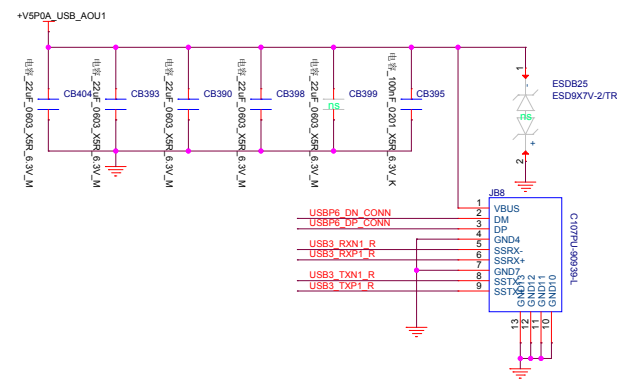 +V5P0A_USB_AOU1
电容_22uF_0603_X5R_6.3V_M
CB404
电容_22uF_0603_X5R_6.3V_M
CB393
电容_22uF_0603_X5R_6.3V_M
CB390
电容_22uF_0603_X5R_6.3V_M
CB398
电容_22uF_0603_X5R_6.3V_M
ns
CB399
电容_100nF_0201_X5R_6.3V_K
CB395
1
-
ns
+
2
ESDB25
ESD9X7V-2/TR
JB8
C107PU-90939-L
1 VBUS
USBP6_DN_CONN 2 DM
USBP6_DP_CONN 3 DP
4 GND4
USB3_RXN1_R 5 SSRX-
USB3_RXP1_R 6 SSRX+
7 GND7
USB3_TXN1_R 8 SSTX-
USB3_TXP1_R 9
GND13
GND12
GND11
GND10
13
12
11
10